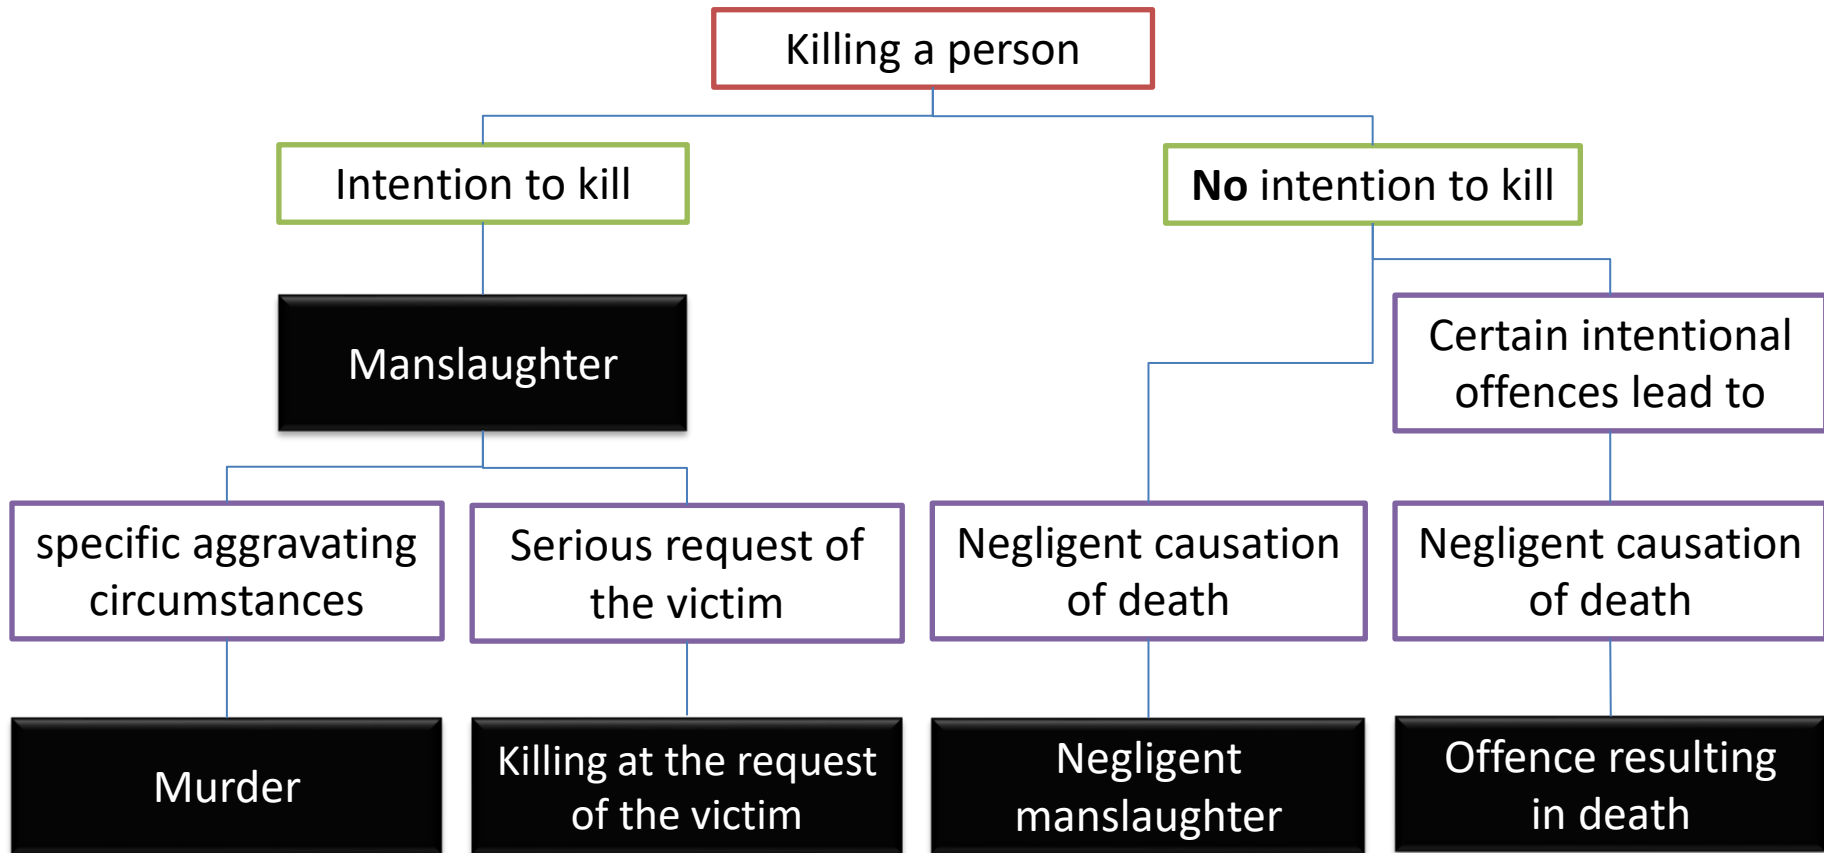 Killing a person
Intention to kill
No intention to kill
Manslaughter
Certain intentional
offences lead to
specific aggravating
circumstances
Serious request of
the victim
Negligent causation
of death
Negligent causation
of death
Murder
Killing at the request
of the victim
Negligent
manslaughter
Offence resulting
in death